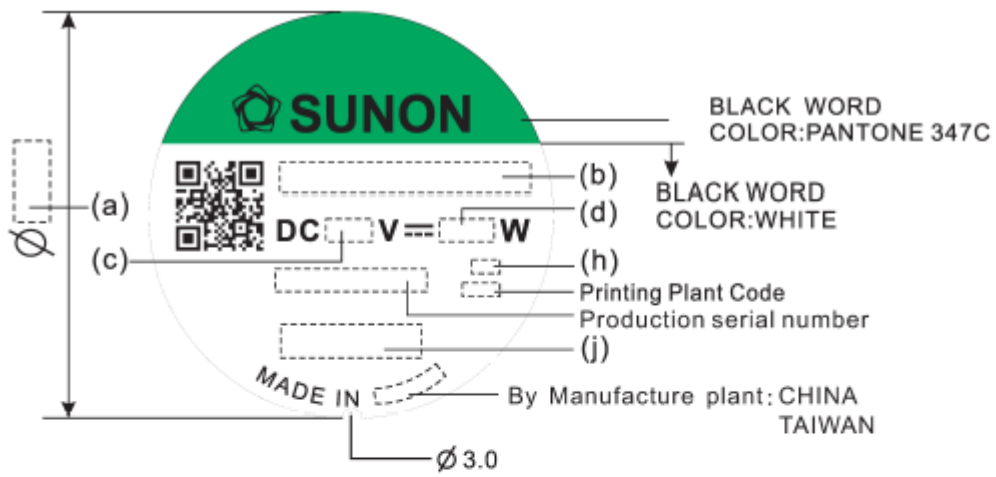 SUNON
BLACK WORD
COLOR:PANTONE 347C
(b)
BLACK WORD
COLOR:WHITE
(a)
DC V W
(d)
(c)
(h)
Printing Plant Code
Production serial number
(j)
MADE IN
By Manufacture plant: CHINA
TAIWAN
Ø
Ø3.0